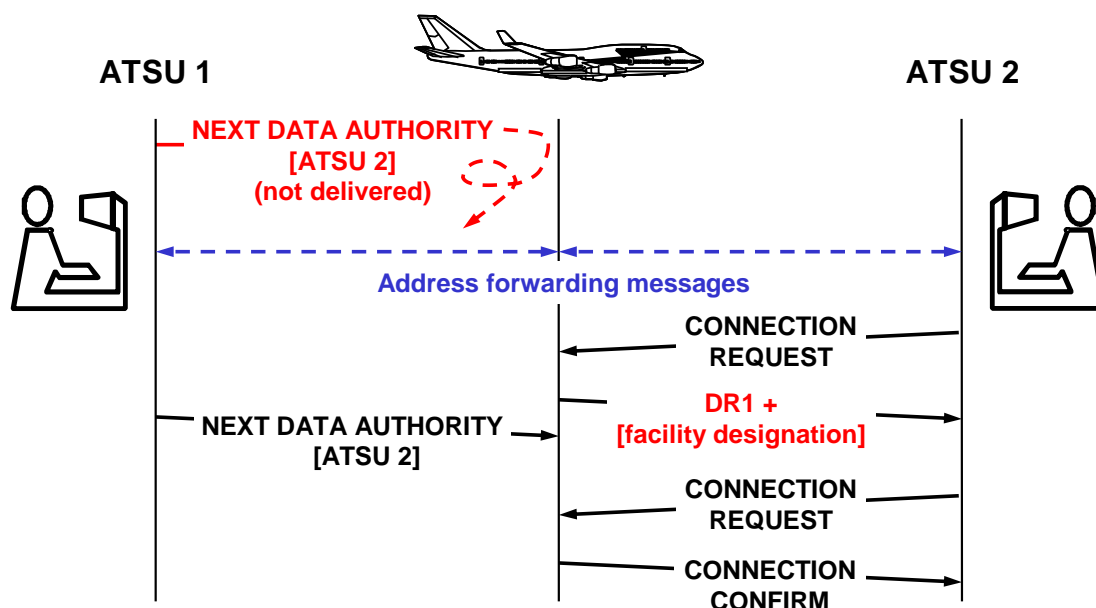 ATSU 1
ATSU 2
NEXT DATA AUTHORITY
[ATSU 2]
(not delivered)
Address forwarding messages
CONNECTION
REQUEST
DR1 +
[facility designation]
NEXT DATA AUTHORITY
[ATSU 2]
CONNECTION
REQUEST
CONNECTION
CONFIRM